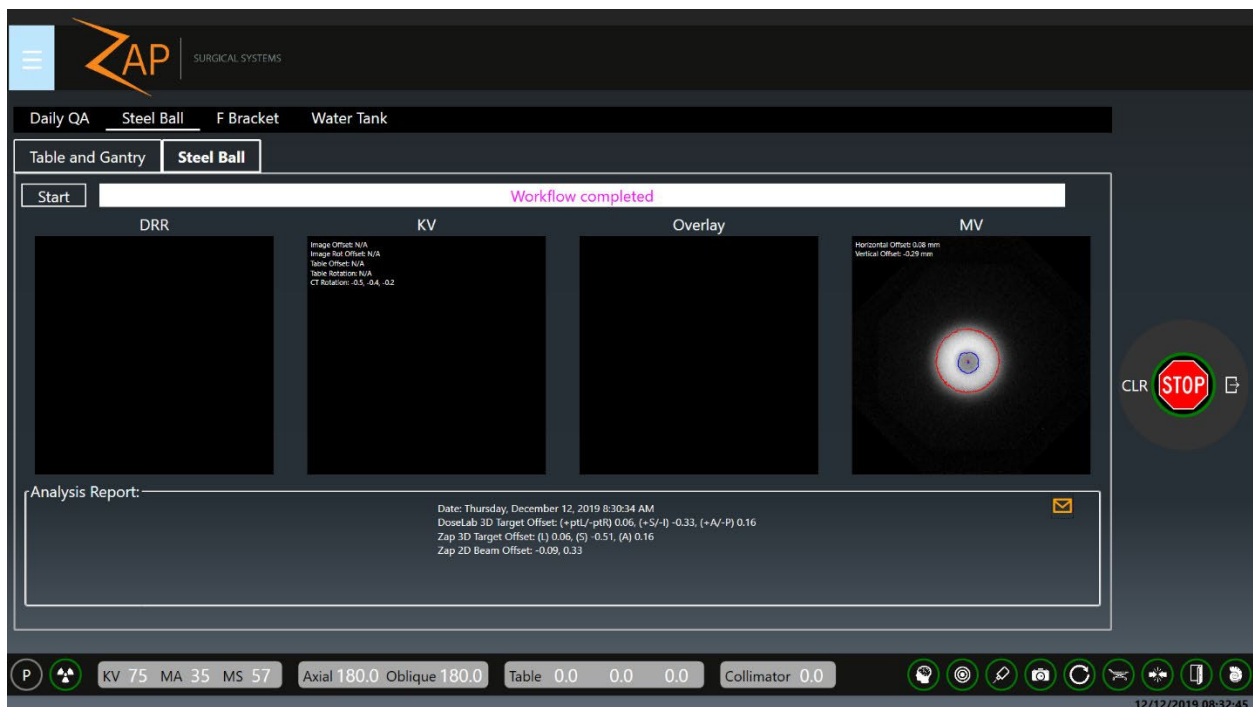 ZAP SURGICAL SYSTEMS
Daily QA Steel Ball F Bracket Water Tank
Table and Gantry Steel Ball
Start Workflow completed
DRR KV Overlay MV
Image Offset: N/A
Image Rot Offset: N/A
Table Offset: N/A
Table Rotation: N/A
CT Rotation: -0.5, -0.4, -0.2
Horizontal Offset: 0.08 mm
Vertical Offset: -0.29 mm
CLR STOP
Analysis Report:
Date: Thursday, December 12, 2019 8:30:34 AM
DoseLab 3D Target Offset: (+ptL/-ptR) 0.06, (+S/-I) -0.33, (+A/-P) 0.16
Zap 3D Target Offset: (L) 0.06, (S) -0.51, (A) 0.16
Zap 2D Beam Offset: -0.09, 0.33
P KV 75 MA 35 MS 57 Axial 180.0 Oblique 180.0 Table 0.0 0.0 0.0 Collimator 0.0
12/12/2019 08:32:45